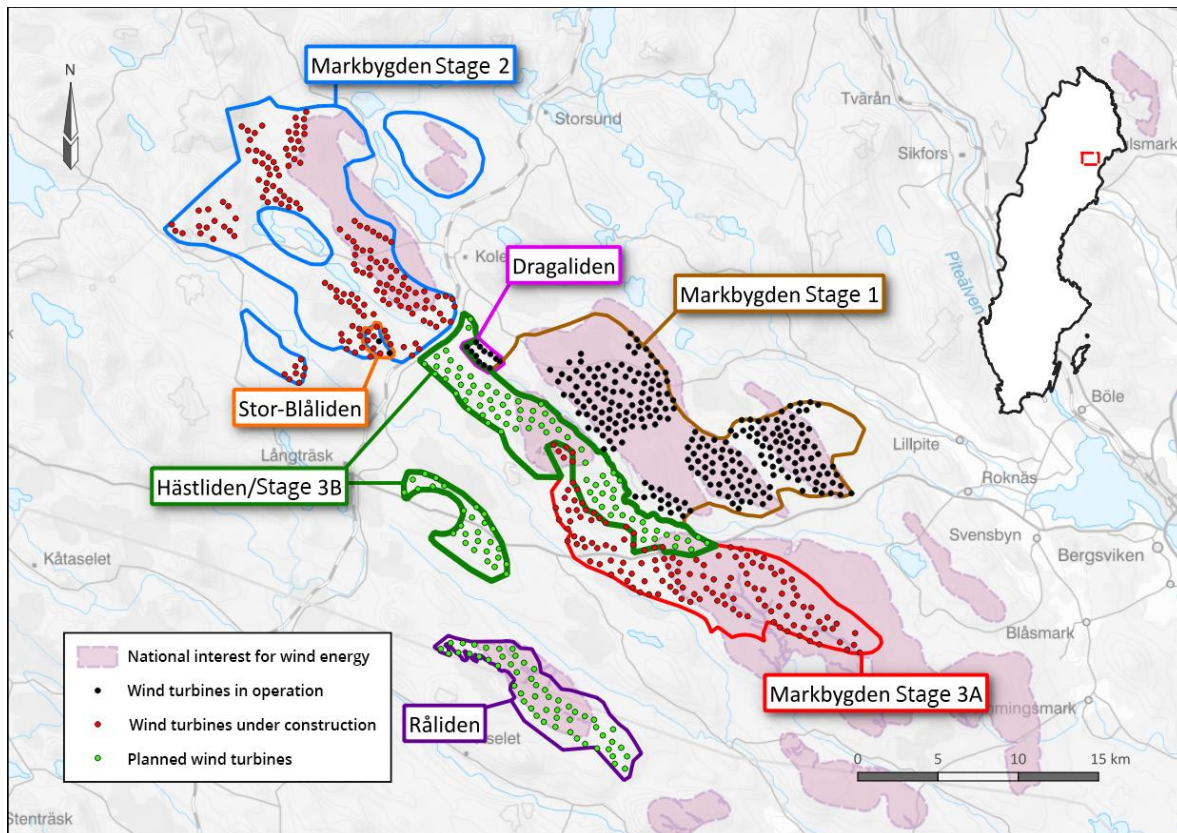 Markbygden Stage 2
N
Storsund
Tvärån
Sikfors
Kole
Dragaliden
Markbygden Stage 1
Piteälven
Stor-Blåliden
Långträsk
Hästliden/Stage 3B
Lillpite
Böle
Roknäs
Kåtaselet
Svensbyn
Bergsviken
Blåsmark
National interest for wind energy
Wind turbines in operation
Wind turbines under construction
Planned wind turbines
Råliden
Markbygden Stage 3A
mingsmark
selet
0 5 10 15 km
Stenträsk